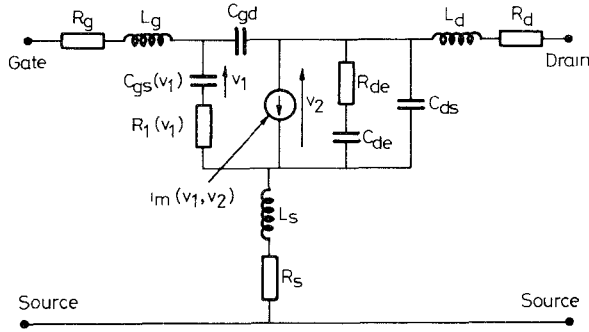 Rg
Lg
Cgd
Ld
Rd
Gate
Drain
Cgs(v1)
v1
R1(v1)
v2
Rde
Cde
Cds
ım(v1,v2)
Ls
Rs
Source
Source